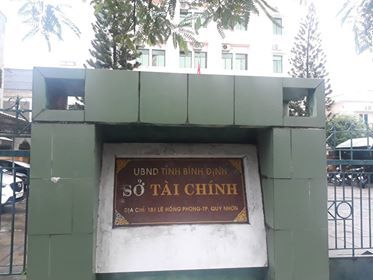 UBND TỈNH BÌNH ĐỊNH
SỞ TÀI CHÍNH
ĐỊA CHỈ: 181 LÊ HỒNG PHONG-TP. QUY NHƠN